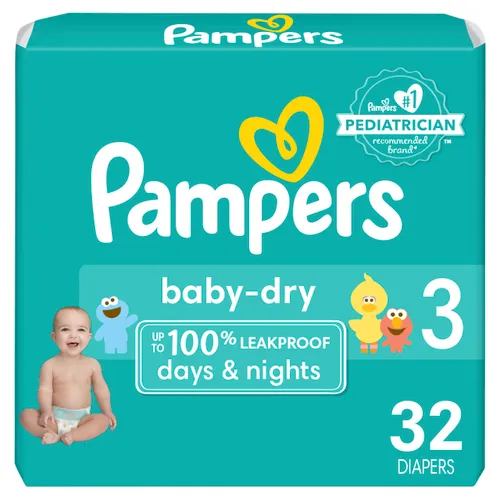 Pampers
Pampers #1
PEDIATRICIAN
recommended
brand*
TM
Pampers
baby-dry
3
UP TO 100% LEAKPROOF
days & nights
32
DIAPERS